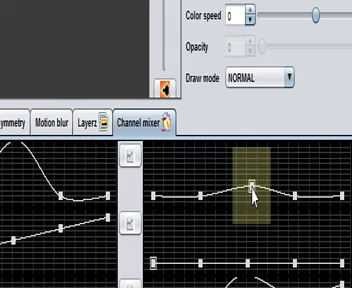 Color speed 0
Opacity 0
Draw mode NORMAL
ymmetry Motion blur Layerz Channel mixer